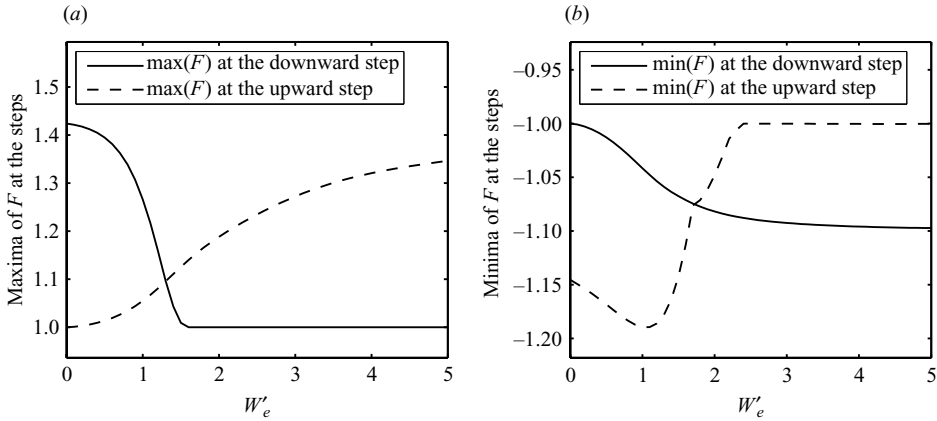 (a)
Maxima of F at the steps
1.5
1.4
1.3
1.2
1.1
1.0
max(F) at the downward step
max(F) at the upward step
0 1 2 3 4 5
W′e
(b)
Minima of F at the steps
−0.95
−1.00
−1.05
−1.10
−1.15
−1.20
min(F) at the downward step
min(F) at the upward step
0 1 2 3 4 5
W′e